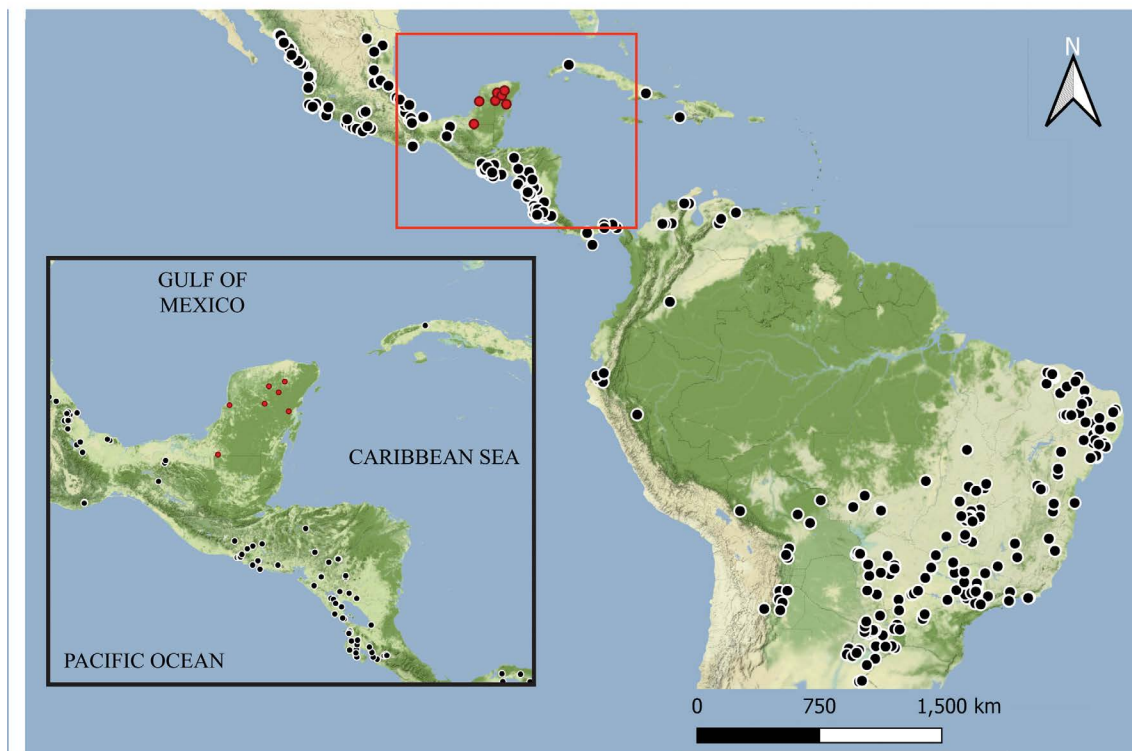 N
GULF OF
MEXICO
CARIBBEAN SEA
PACIFIC OCEAN
0 750 1,500 km